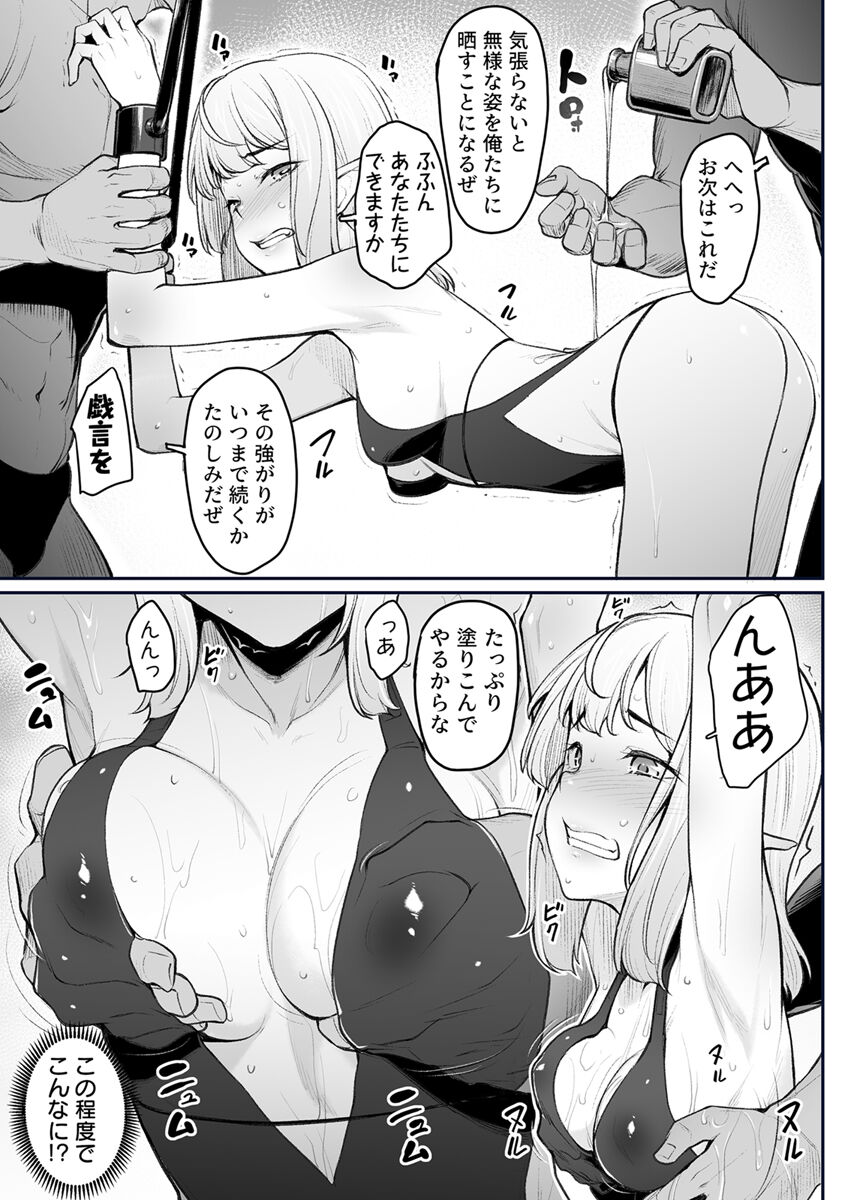 へへっ
お次はこれだ
気張らないと
無様な姿を俺たちに
晒すことになるぜ
トロォ
ふふん
あなたたちに
できますか
ヅァ
ヅァ
フル
フル
その強がりが
いつまで続くか
たのしみだぜ
戯言を
んああ
たっぷり
塗りこんで
やるからな
っあ
んんっ
ビク
ビク
ビク
ニュム
ニュム
ニュム
ヌル
ヌル
ヌル
この程度で
こんなに!?